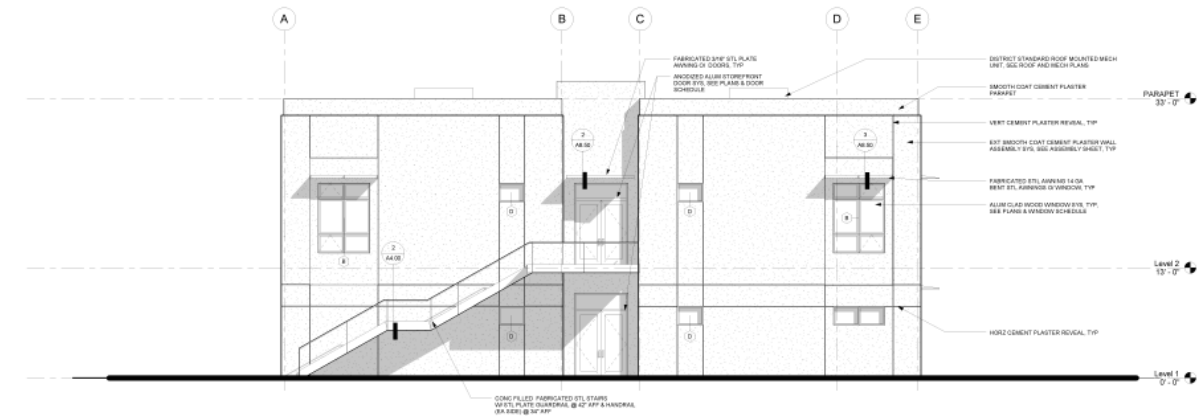 A
B
C
D
E
FABRICATED 3/16" STL PLATE
AWNING O/ DOORS, TYP
ANODIZED ALUM STOREFRONT
DOOR SYS, SEE PLANS & DOOR
SCHEDULE
DISTRICT STANDARD ROOF MOUNTED MECH
UNIT, SEE ROOF AND MECH PLANS
SMOOTH COAT CEMENT PLASTER
PARAPET
PARAPET
33' - 0"
VERT CEMENT PLASTER REVEAL, TYP
2
A8.50
3
A8.50
EXT SMOOTH COAT CEMENT PLASTER WALL
ASSEMBLY SYS, SEE ASSEMBLY SHEET, TYP
FABRICATED STL AWNING 14 GA
BENT STL AWNINGS O/ WINDOW, TYP
ALUM CLAD WOOD WINDOW SYS, TYP,
SEE PLANS & WINDOW SCHEDULE
D
D
B
B
2
A4.00
Level 2
13' - 0"
HORZ CEMENT PLASTER REVEAL, TYP
D
D
Level 1
0' - 0"
CONC FILLED FABRICATED STL STAIRS
W/ STL PLATE GUARDRAIL @ 42" AFF & HANDRAIL
(EA SIDE) @ 34" AFF